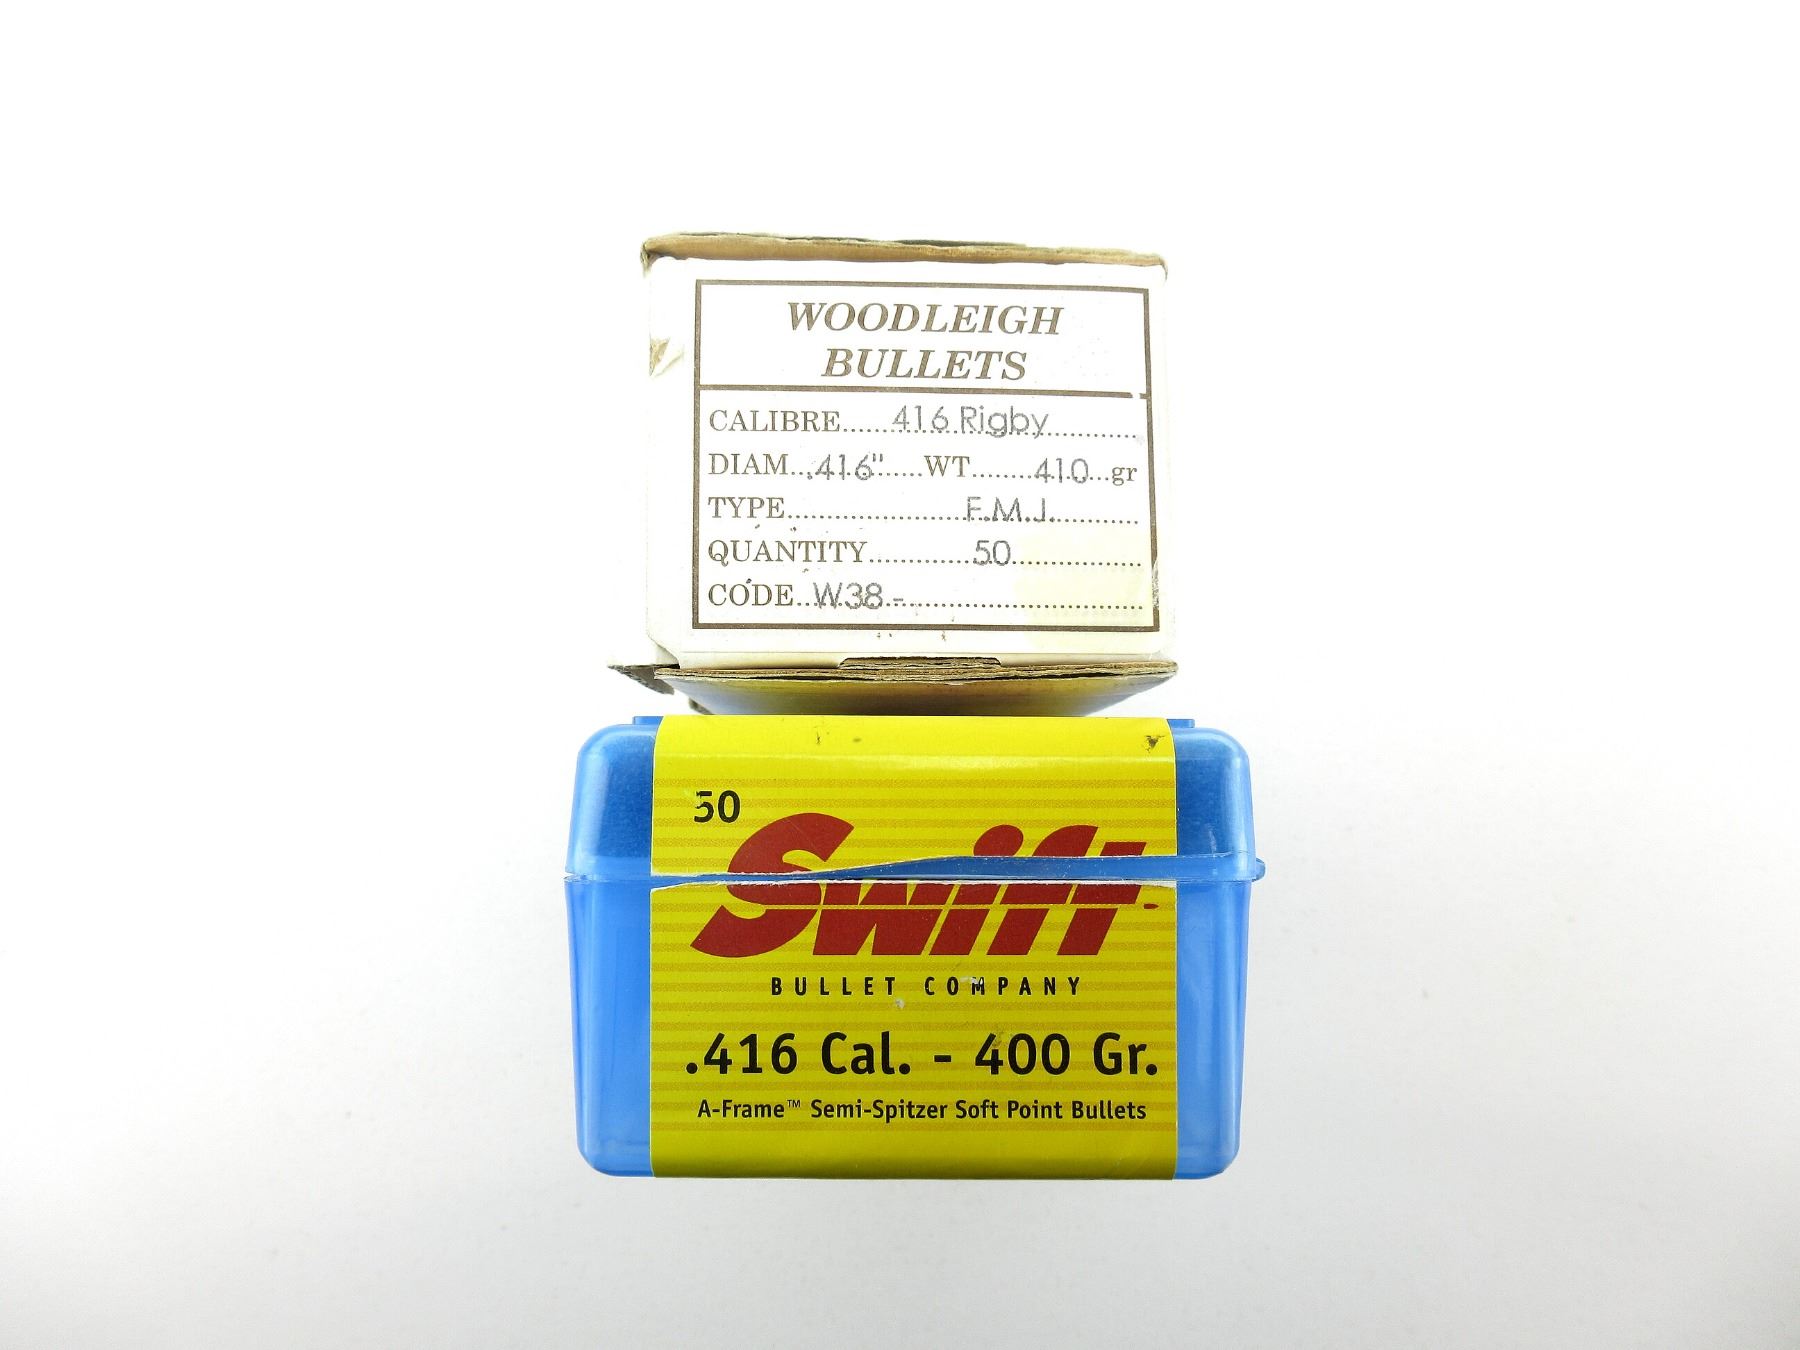 WOODLEIGH
BULLETS
CALIBRE......416 Rigby..............
DIAM...416"......WT........410...gr
TYPE........................F.M.J..............
QUANTITY............50..................
CODE..W38-..............................
50
Swift
BULLET COMPANY
.416 Cal. - 400 Gr.
A-Frame™ Semi-Spitzer Soft Point Bullets